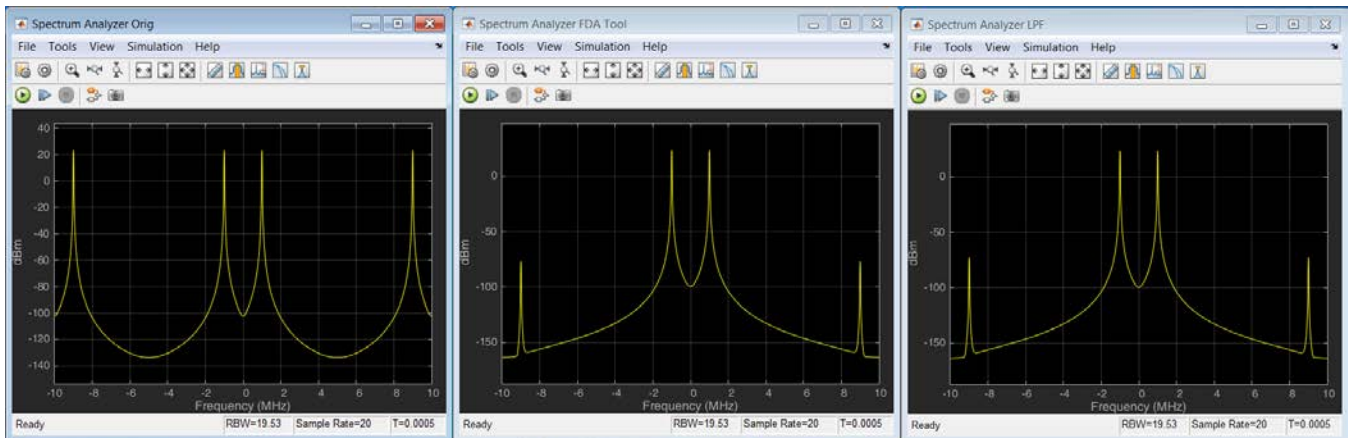 Spectrum Analyzer Orig
File Tools View Simulation Help
40
20
0
-20
-40
-60
-80
-100
-120
-140
dBm
-10 -8 -6 -4 -2 0 2 4 6 8 10
Frequency (MHz)
Ready RBW=19.53 Sample Rate=20 T=0.0005
Spectrum Analyzer FDA Tool
File Tools View Simulation Help
0
-50
-100
-150
dBm
-10 -8 -6 -4 -2 0 2 4 6 8 10
Frequency (MHz)
Ready RBW=19.53 Sample Rate=20 T=0.0005
Spectrum Analyzer LPF
File Tools View Simulation Help
0
-50
-100
-150
dBm
-10 -8 -6 -4 -2 0 2 4 6 8 10
Frequency (MHz)
Ready RBW=19.53 Sample Rate=20 T=0.0005